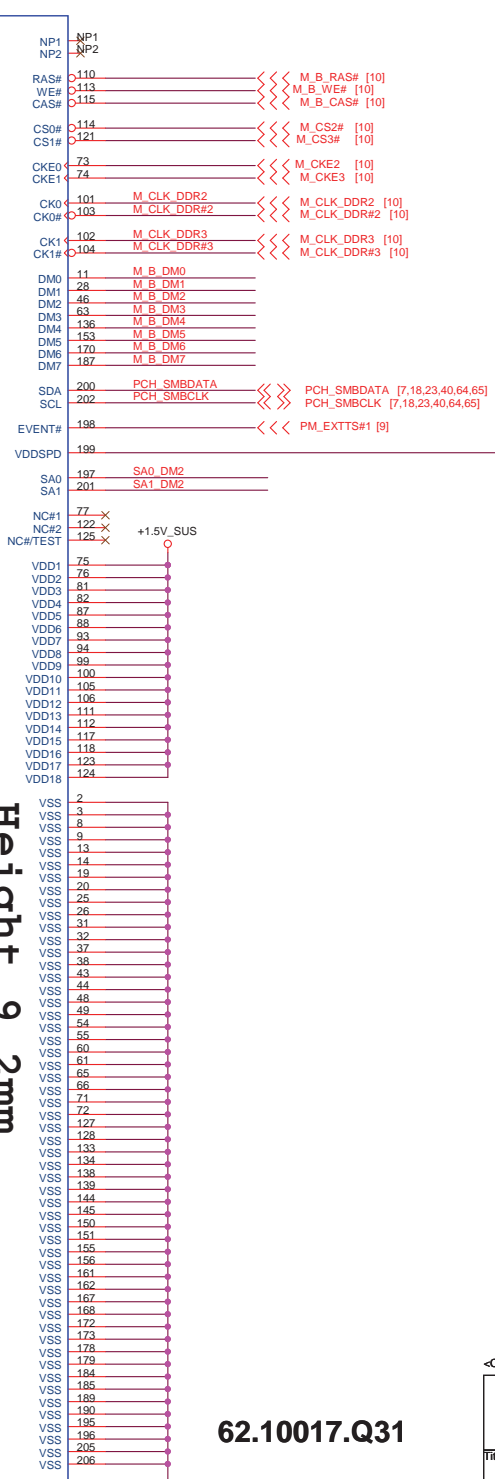 NP1 NP1
NP2 NP2
RAS# 110 M_B_RAS# [10]
WE# 113 M_B_WE# [10]
CAS# 115 M_B_CAS# [10]
CS0# 114 M_CS2# [10]
CS1# 121 M_CS3# [10]
CKE0 73 M_CKE2 [10]
CKE1 74 M_CKE3 [10]
CK0 101 M_CLK_DDR2 M_CLK_DDR2 [10]
CK0# 103 M_CLK_DDR#2 M_CLK_DDR#2 [10]
CK1 102 M_CLK_DDR3 M_CLK_DDR3 [10]
CK1# 104 M_CLK_DDR#3 M_CLK_DDR#3 [10]
DM0 11 M_B_DM0
DM1 28 M_B_DM1
DM2 46 M_B_DM2
DM3 63 M_B_DM3
DM4 136 M_B_DM4
DM5 153 M_B_DM5
DM6 170 M_B_DM6
DM7 187 M_B_DM7
SDA 200 PCH_SMBDATA PCH_SMBDATA [7,18,23,40,64,65]
SCL 202 PCH_SMBCLK PCH_SMBCLK [7,18,23,40,64,65]
EVENT# 198 PM_EXTTS#1 [9]
VDDSPD 199
SA0 197 SA0_DM2
SA1 201 SA1_DM2
NC#1 77
NC#2 122
NC#/TEST 125
+1.5V_SUS
VDD1 75
VDD2 76
VDD3 81
VDD4 82
VDD5 87
VDD6 88
VDD7 93
VDD8 94
VDD9 99
VDD10 100
VDD11 105
VDD12 106
VDD13 111
VDD14 112
VDD15 117
VDD16 118
VDD17 123
VDD18 124
VSS 2
VSS 3
VSS 8
VSS 9
VSS 13
VSS 14
VSS 19
VSS 20
VSS 25
VSS 26
VSS 31
VSS 32
VSS 37
VSS 38
VSS 43
VSS 44
VSS 48
VSS 49
VSS 54
VSS 55
VSS 60
VSS 61
VSS 65
VSS 66
VSS 71
VSS 72
VSS 127
VSS 128
VSS 133
VSS 134
VSS 138
VSS 139
VSS 144
VSS 145
VSS 150
VSS 151
VSS 155
VSS 156
VSS 161
VSS 162
VSS 167
VSS 168
VSS 172
VSS 173
VSS 178
VSS 179
VSS 184
VSS 185
VSS 189
VSS 190
VSS 195
VSS 196
VSS 205
VSS 206
Height 9.2mm
62.10017.Q31